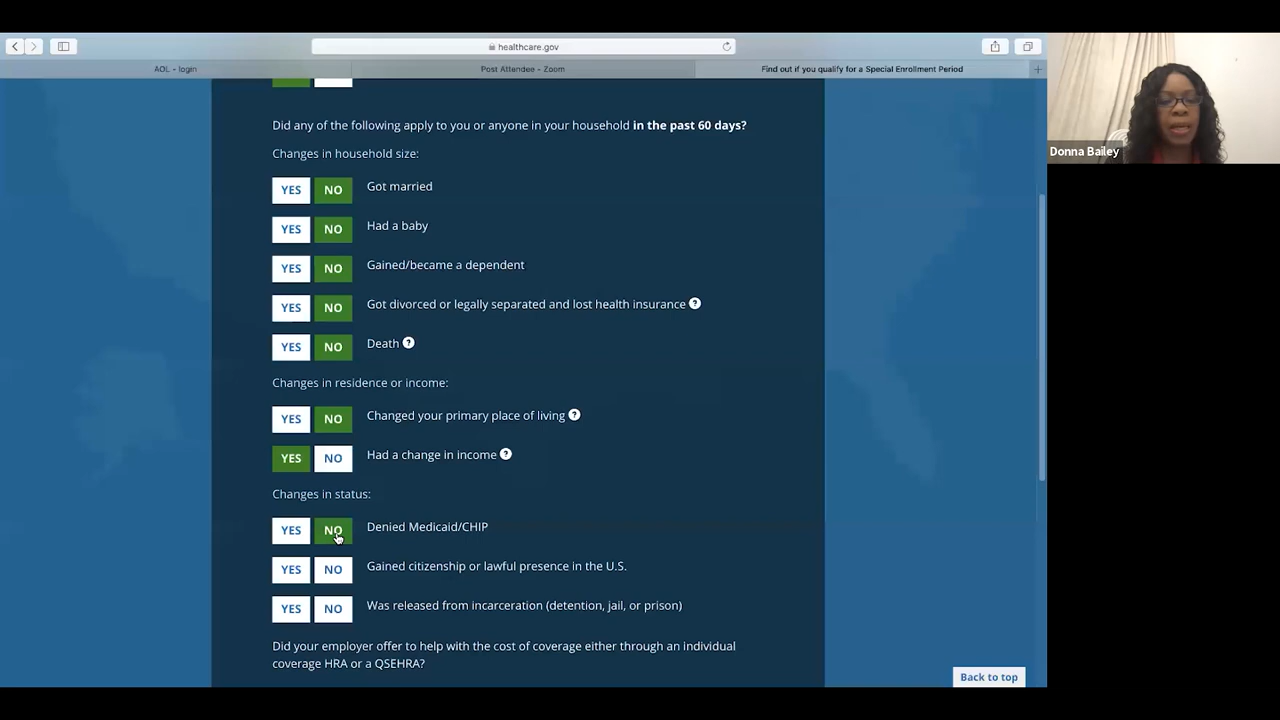 healthcare.gov
AOL - login
Post Attendee - Zoom
Find out if you qualify for a Special Enrollment Period
Donna Bailey
Did any of the following apply to you or anyone in your household in the past 60 days?
Changes in household size:
YES NO Got married
YES NO Had a baby
YES NO Gained/became a dependent
YES NO Got divorced or legally separated and lost health insurance ?
YES NO Death ?
Changes in residence or income:
YES NO Changed your primary place of living ?
YES NO Had a change in income ?
Changes in status:
YES NO Denied Medicaid/CHIP
YES NO Gained citizenship or lawful presence in the U.S.
YES NO Was released from incarceration (detention, jail, or prison)
Did your employer offer to help with the cost of coverage either through an individual
coverage HRA or a QSEHRA?
Back to top